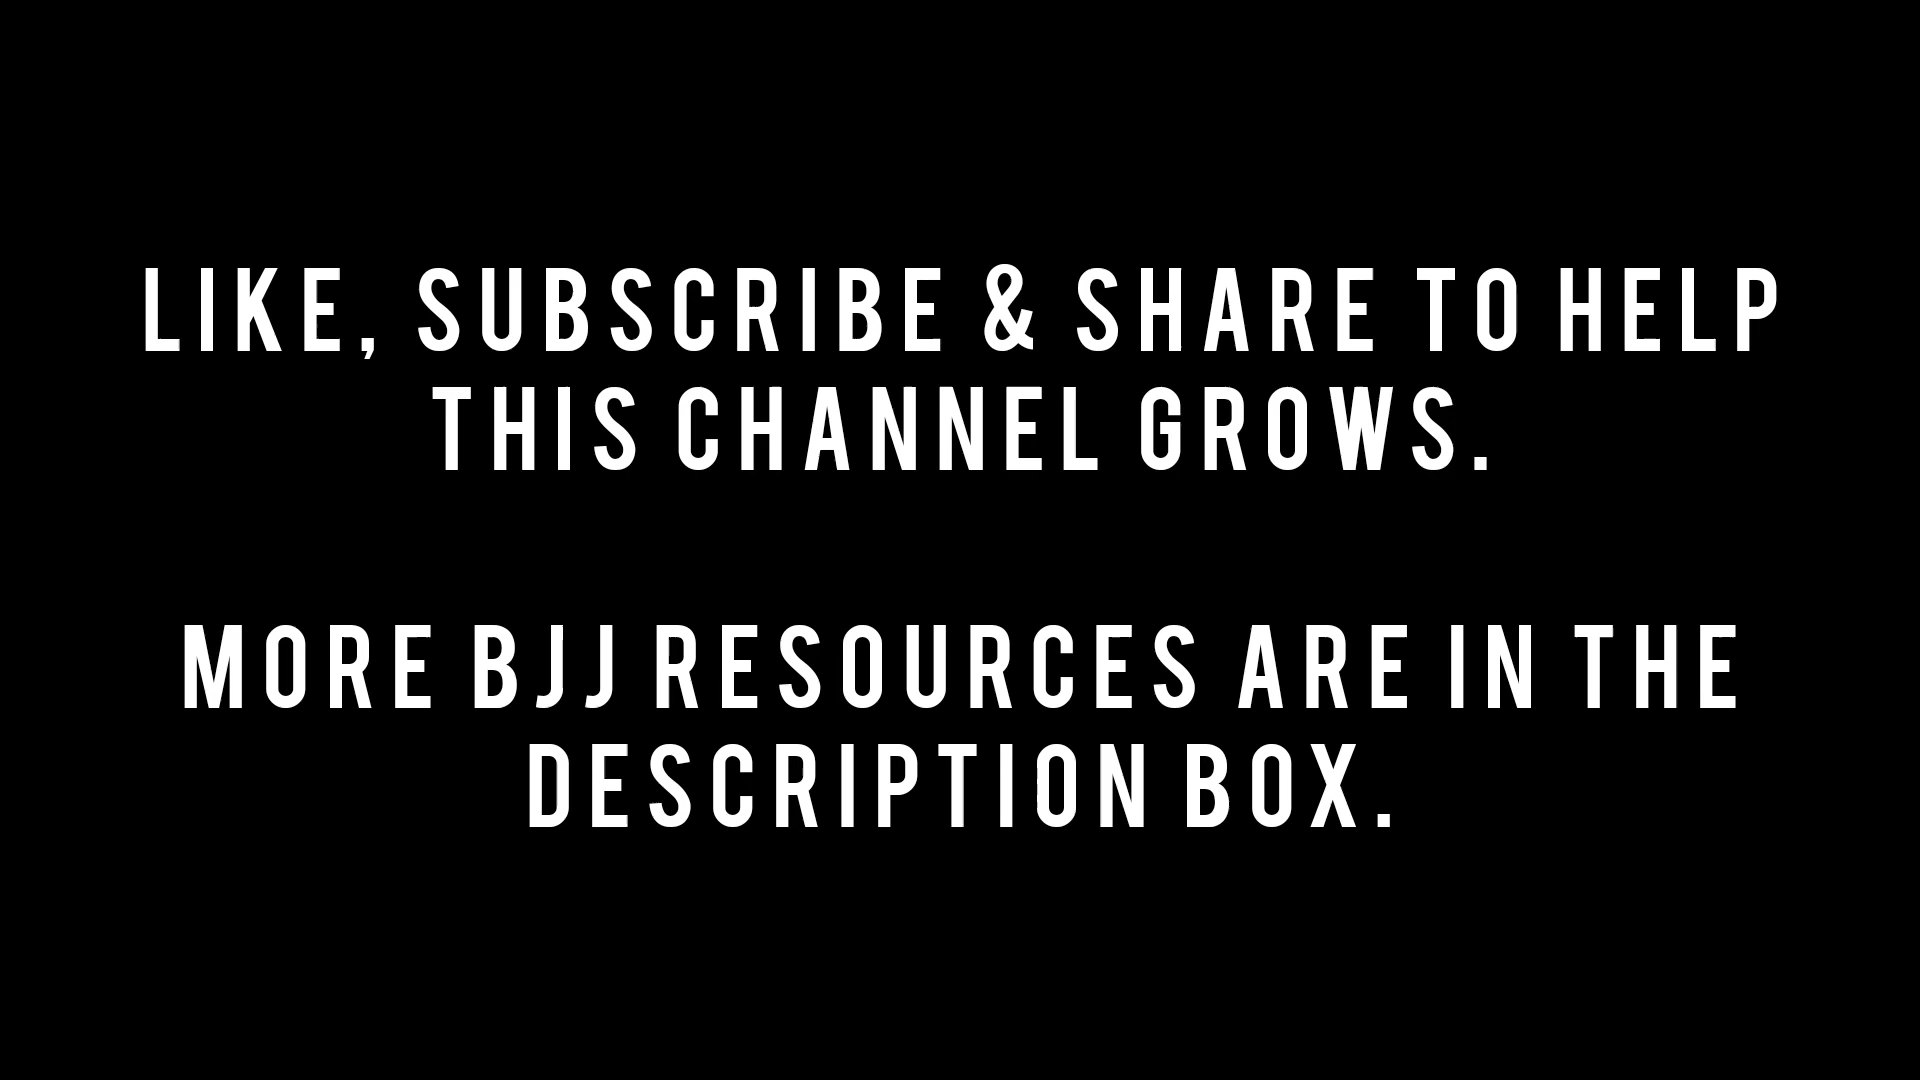 LIKE, SUBSCRIBE & SHARE TO HELP
THIS CHANNEL GROWS.
MORE BJJ RESOURCES ARE IN THE
DESCRIPTION BOX.